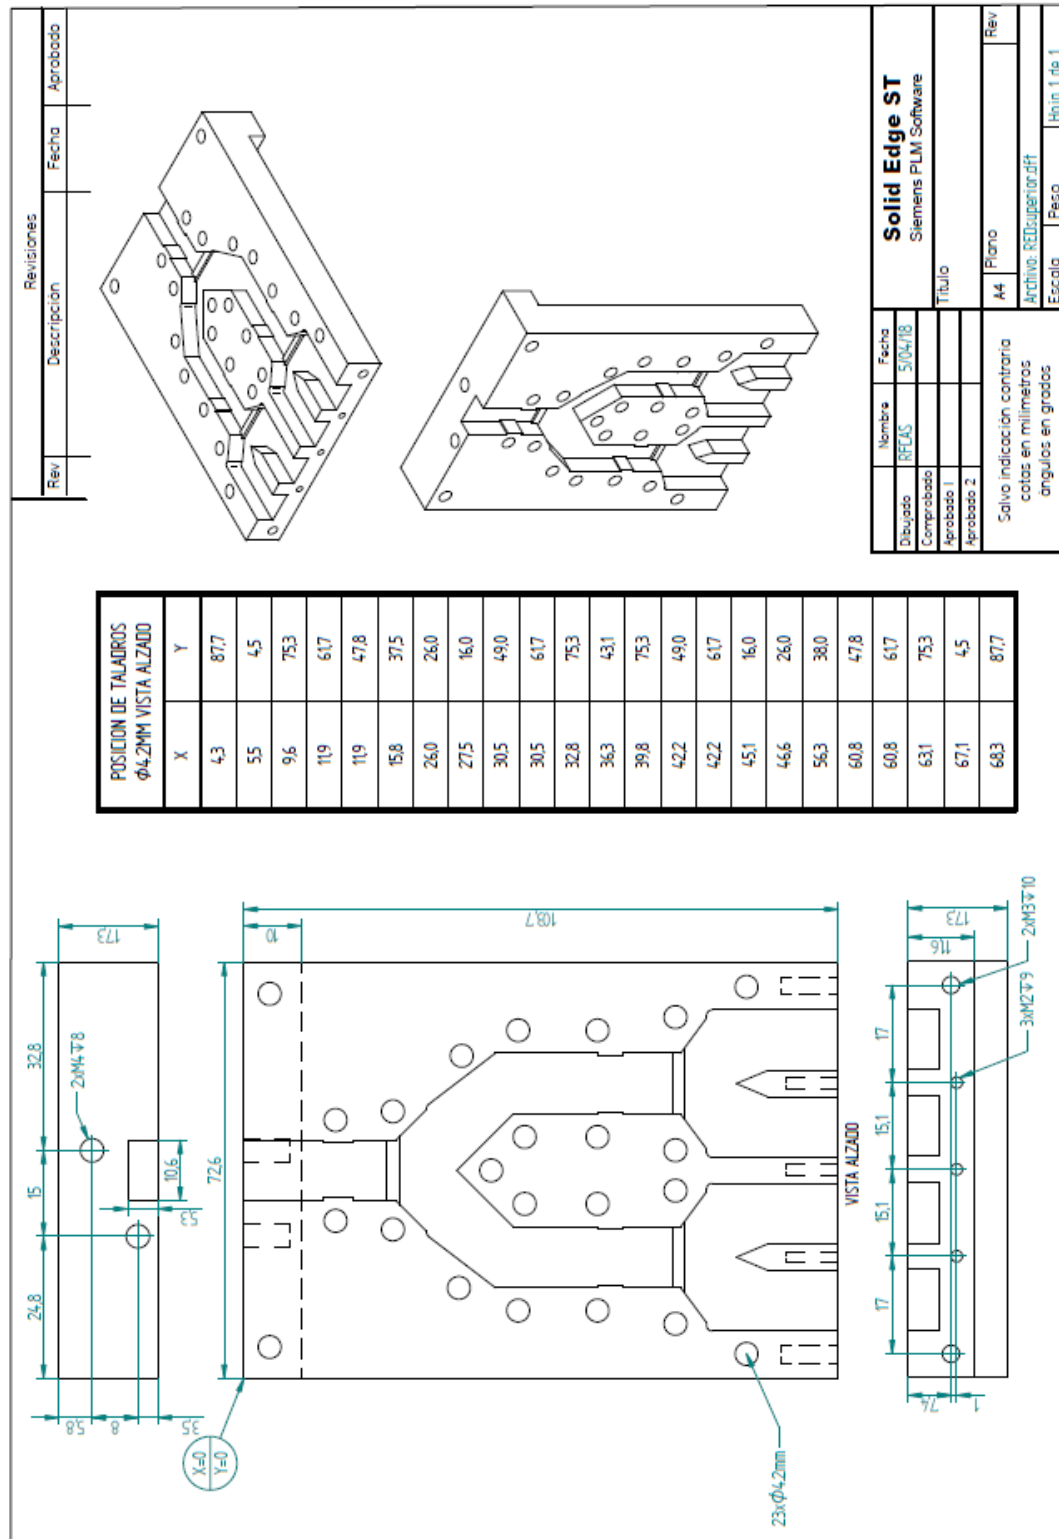 Revisiones
Rev
Descripción
Fecha
Aprobado
5,8
8
3,5
24,8
15
32,8
2xM4↧8
17,3
5,3
10,6
X=0
Y=0
72,6
10
103,7
23xϕ4.2mm
VISTA ALZADO
17
15,1
15,1
17
7,4
1
11,6
17,3
3xM2↧9
2xM3↧10
POSICION DE TALADROS
ϕ4.2MM VISTA ALZADO
X Y
4,3 87,7
5,5 4,5
9,6 75,3
11,9 61,7
11,9 47,8
15,8 37,5
26,0 26,0
27,5 16,0
30,5 49,0
30,5 61,7
32,8 75,3
36,3 43,1
39,8 75,3
42,2 49,0
42,2 61,7
45,1 16,0
46,6 26,0
56,3 38,0
60,8 47,8
60,8 61,7
63,1 75,3
67,1 4,5
68,3 87,7
Nombre Fecha
Dibujado RFCAS 5/04/18
Comprobado
Aprobado 1
Aprobado 2
Salvo indicación contraria
cotas en milímetros
ángulos en grados
Solid Edge ST
Siemens PLM Software
Título
A4 Plano Rev
Archivo: REDsuperior.dft
Escala Peso Hoja 1 de 1